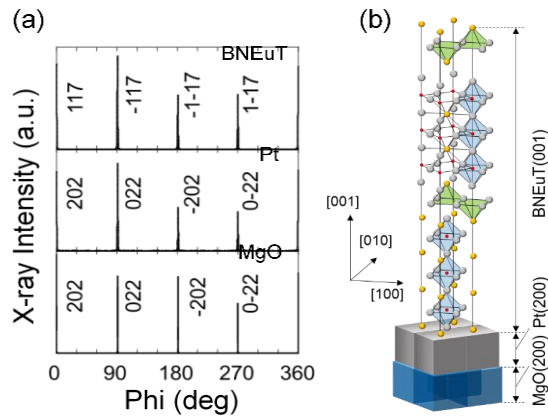 (a)
BNEuT
117
-117
-1-17
1-17
Pt
202
022
-202
0-22
MgO
202
022
-202
0-22
X-ray Intensity (a.u.)
0
90
180
270
360
Phi (deg)
(b)
[001]
[010]
[100]
BNEuT(001)
Pt(200)
MgO(200)